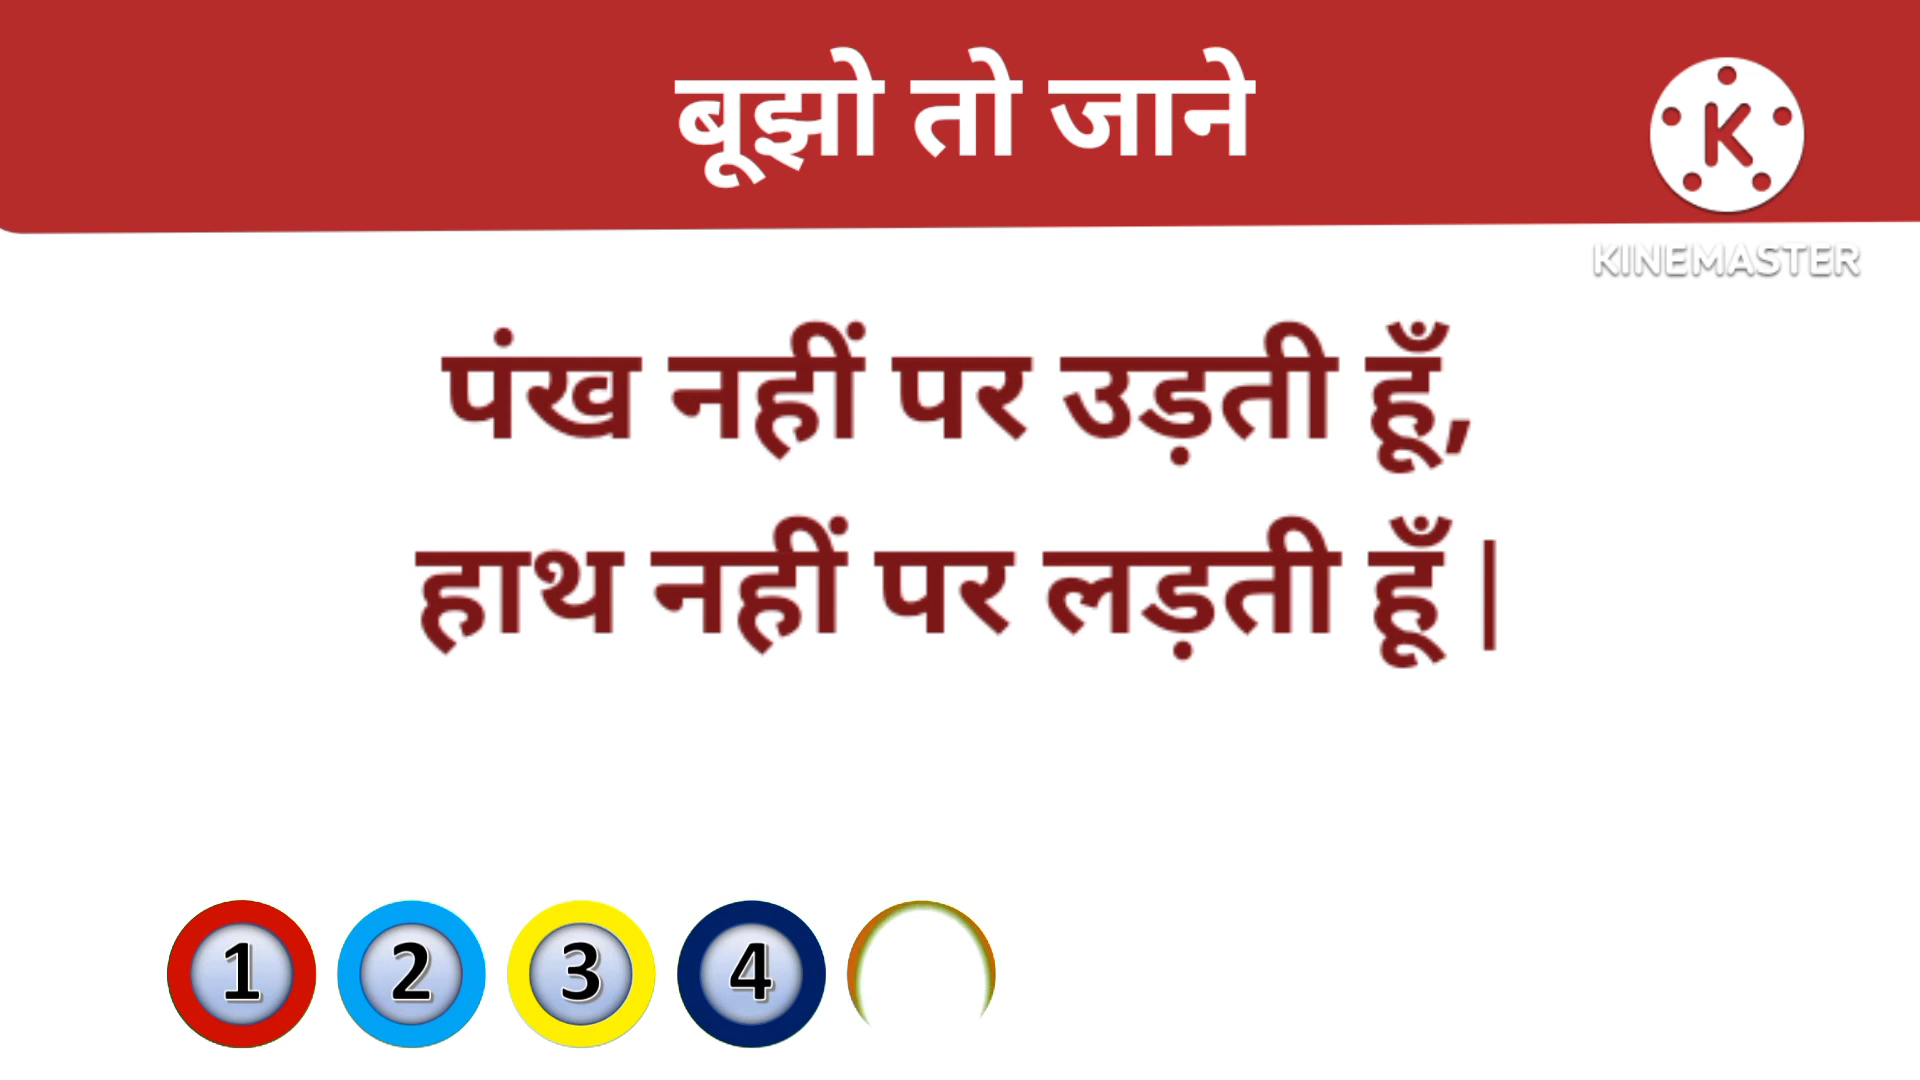 बूझो तो जाने
K
KINEMASTER
पंख नहीं पर उड़ती हूँ,
हाथ नहीं पर लड़ती हूँ |
1 2 3 4